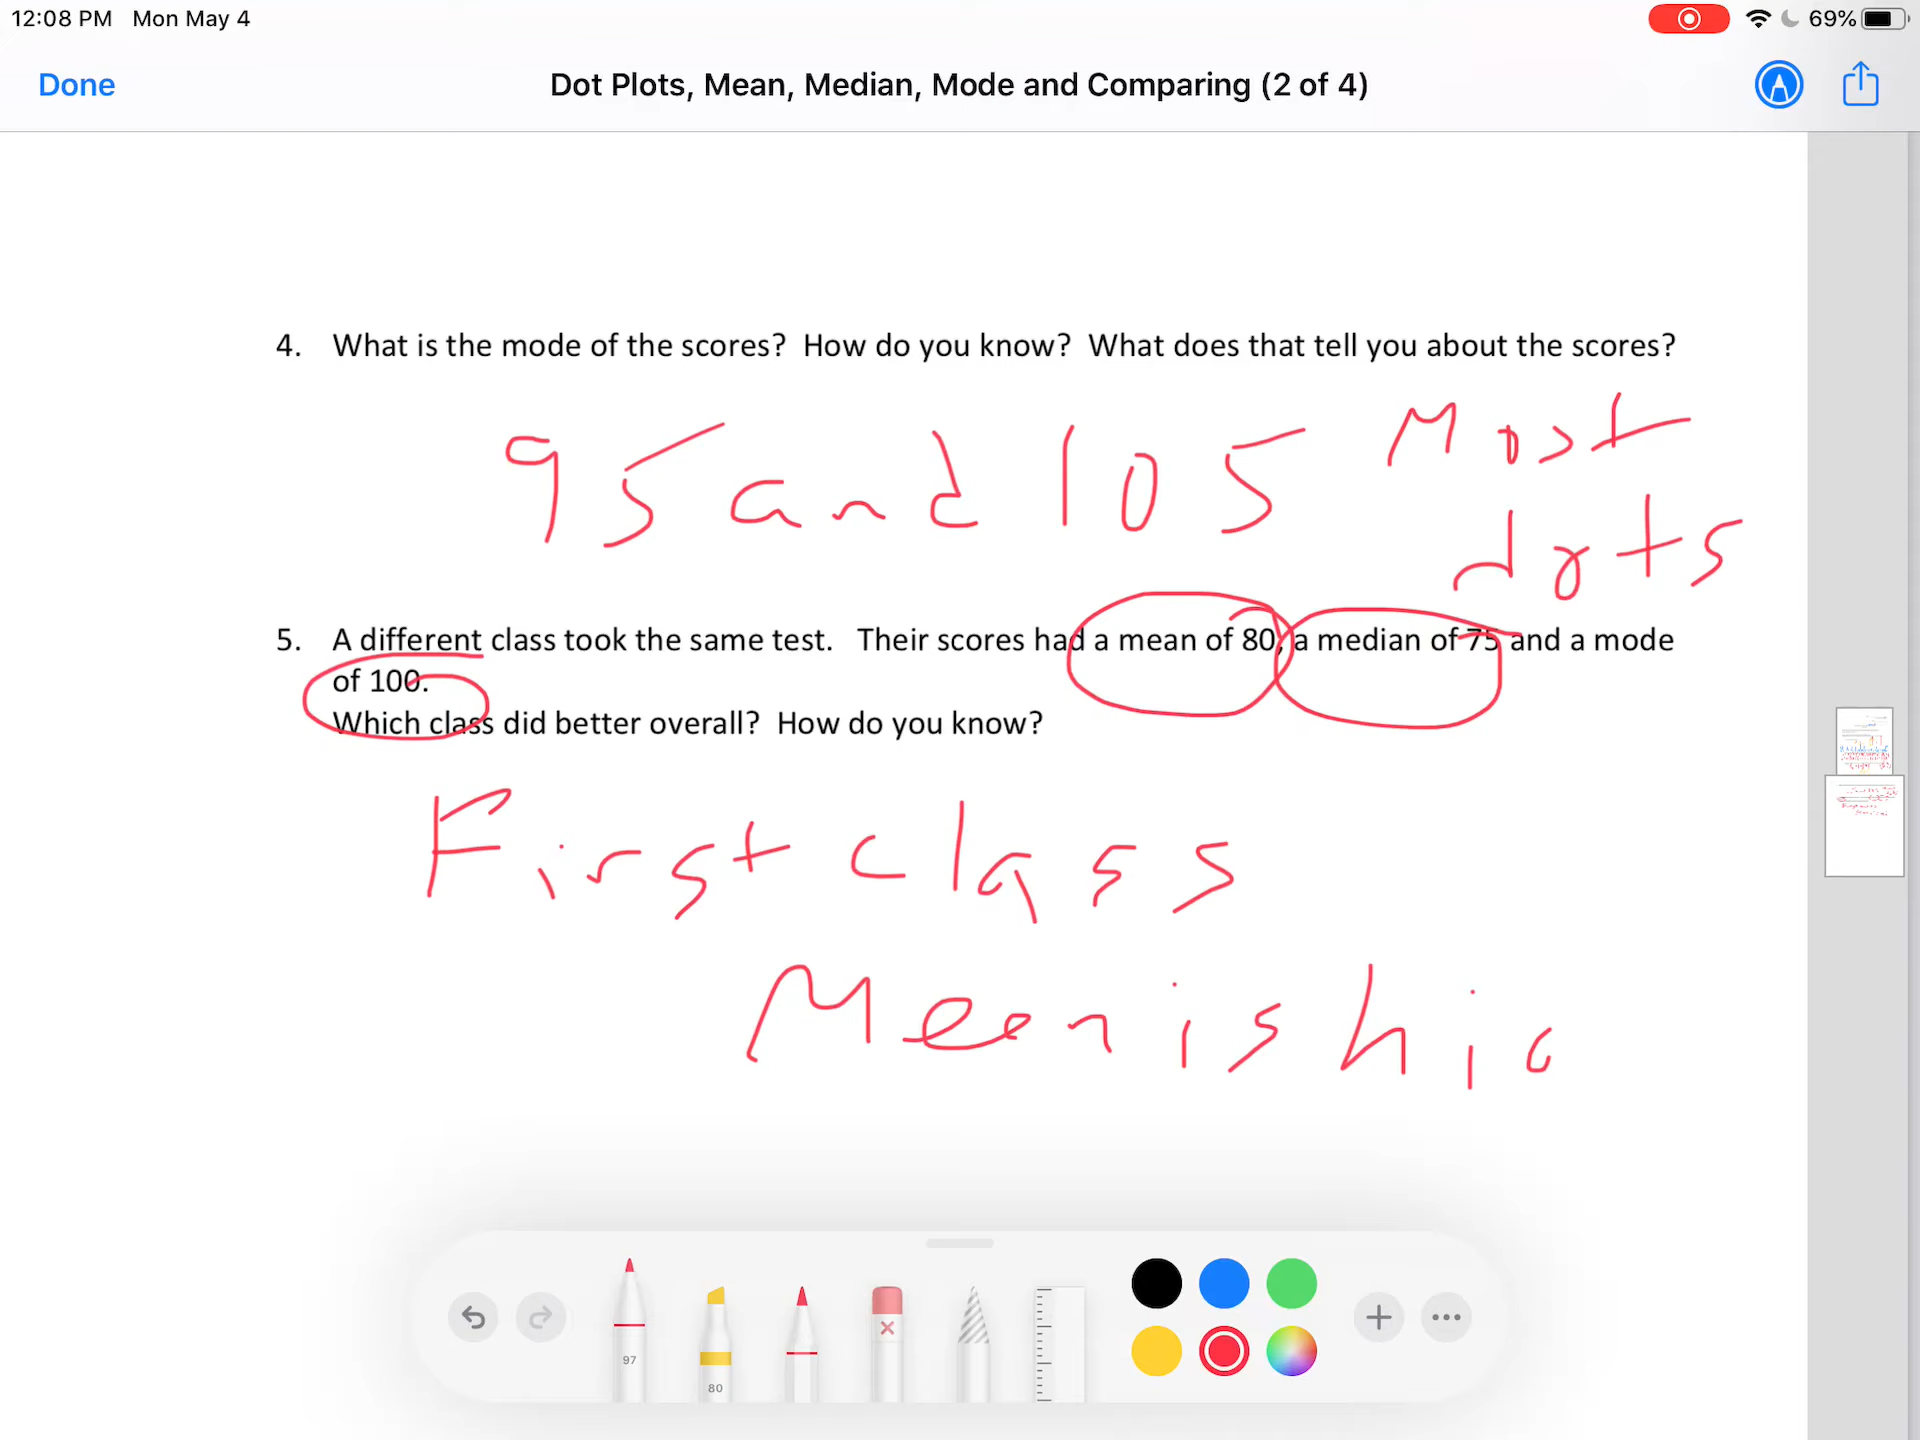 12:08 PM Mon May 4
69%
Done
Dot Plots, Mean, Median, Mode and Comparing (2 of 4)
4. What is the mode of the scores? How do you know? What does that tell you about the scores?
95 and 105 Most
dots
5. A different class took the same test. Their scores had a mean of 80, a median of 75 and a mode
of 100.
Which class did better overall? How do you know?
First class
Mean is hi
97
80